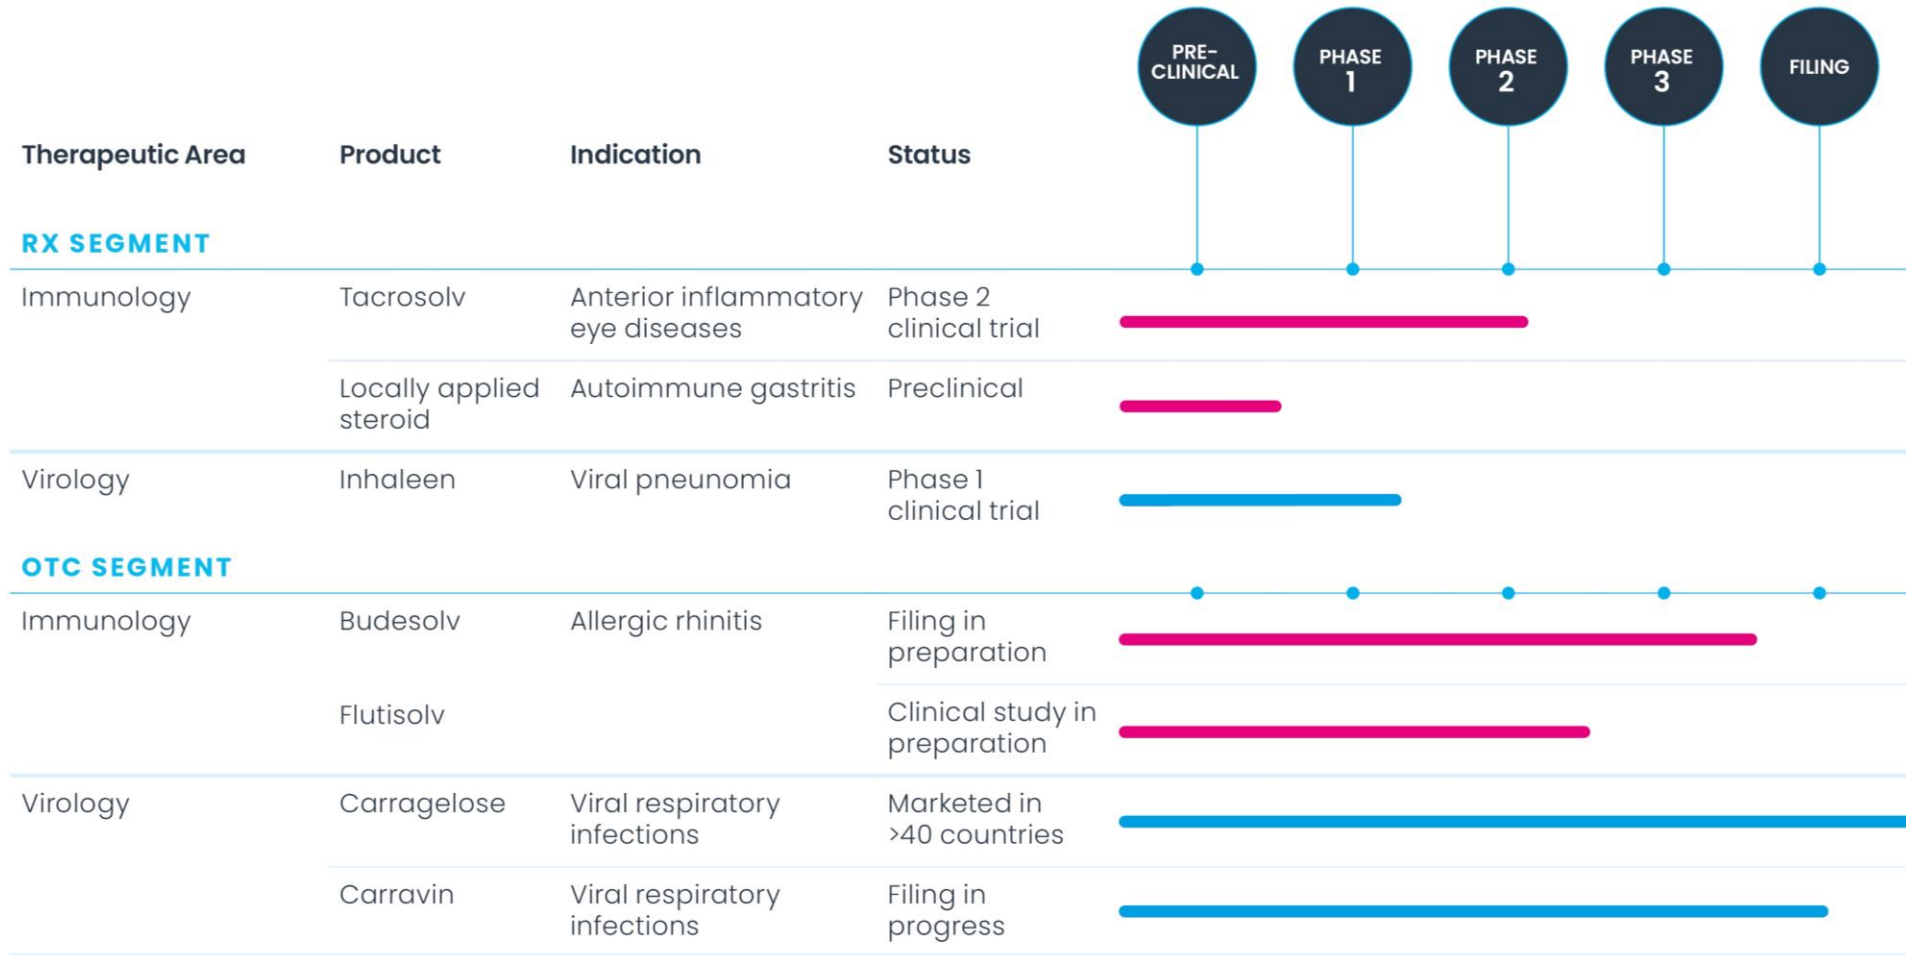 PRE-
CLINICAL
PHASE
1
PHASE
2
PHASE
3
FILING
Therapeutic Area Product Indication Status
RX SEGMENT
Immunology Tacrosolv Anterior inflammatory Phase 2
eye diseases clinical trial
Locally applied Autoimmune gastritis Preclinical
steroid
Virology Inhaleen Viral pneunomia Phase 1
clinical trial
OTC SEGMENT
Immunology Budesolv Allergic rhinitis Filing in
preparation
Flutisolv Clinical study in
preparation
Virology Carragelose Viral respiratory Marketed in
infections >40 countries
Carravin Viral respiratory Filing in
infections progress